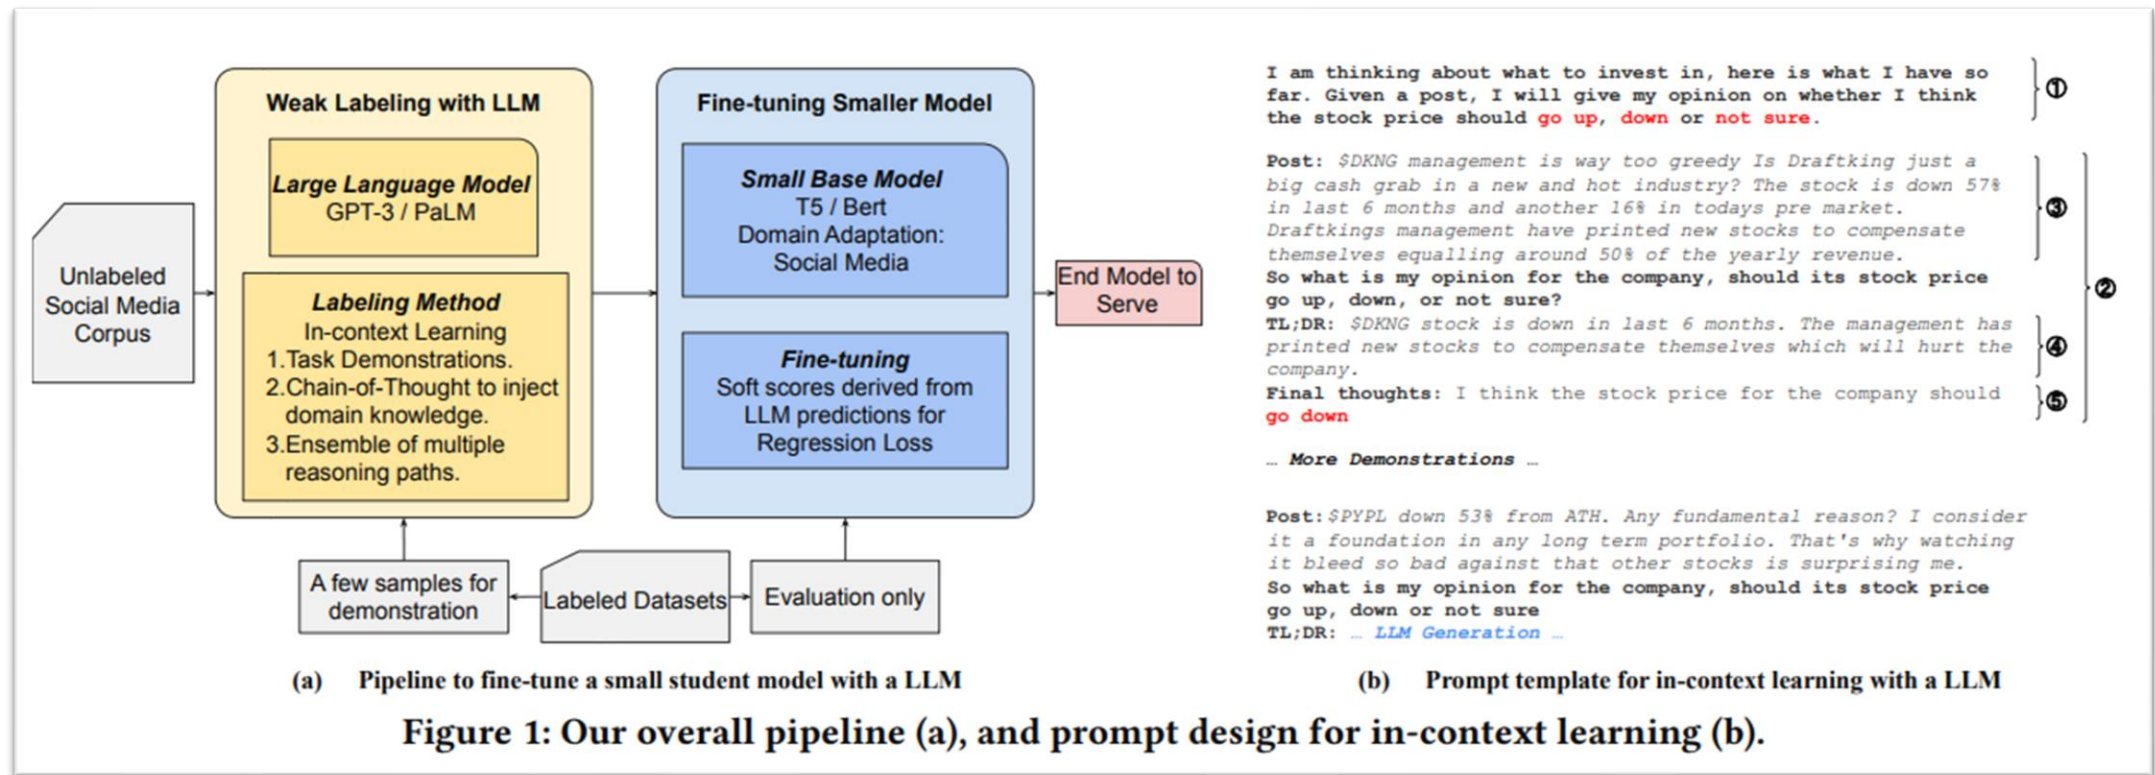 Unlabeled
Social Media
Corpus
Weak Labeling with LLM
Large Language Model
GPT-3 / PaLM
Labeling Method
In-context Learning
1.Task Demonstrations.
2.Chain-of-Thought to inject
domain knowledge.
3.Ensemble of multiple
reasoning paths.
Fine-tuning Smaller Model
Small Base Model
T5 / Bert
Domain Adaptation:
Social Media
Fine-tuning
Soft scores derived from
LLM predictions for
Regression Loss
End Model to
Serve
A few samples for
demonstration
Labeled Datasets
Evaluation only
(a) Pipeline to fine-tune a small student model with a LLM
I am thinking about what to invest in, here is what I have so
far. Given a post, I will give my opinion on whether I think
the stock price should go up, down or not sure.
①
Post: $DKNG management is way too greedy Is Draftking just a
big cash grab in a new and hot industry? The stock is down 57%
in last 6 months and another 16% in todays pre market.
Draftkings management have printed new stocks to compensate
themselves equalling around 50% of the yearly revenue.
③
So what is my opinion for the company, should its stock price
go up, down, or not sure?
②
TL;DR: $DKNG stock is down in last 6 months. The management has
printed new stocks to compensate themselves which will hurt the
company.
④
Final thoughts: I think the stock price for the company should
go down
⑤
… More Demonstrations …
Post: $PYPL down 53% from ATH. Any fundamental reason? I consider
it a foundation in any long term portfolio. That's why watching
it bleed so bad against that other stocks is surprising me.
So what is my opinion for the company, should its stock price
go up, down or not sure
TL;DR: … LLM Generation …
(b) Prompt template for in-context learning with a LLM
Figure 1: Our overall pipeline (a), and prompt design for in-context learning (b).